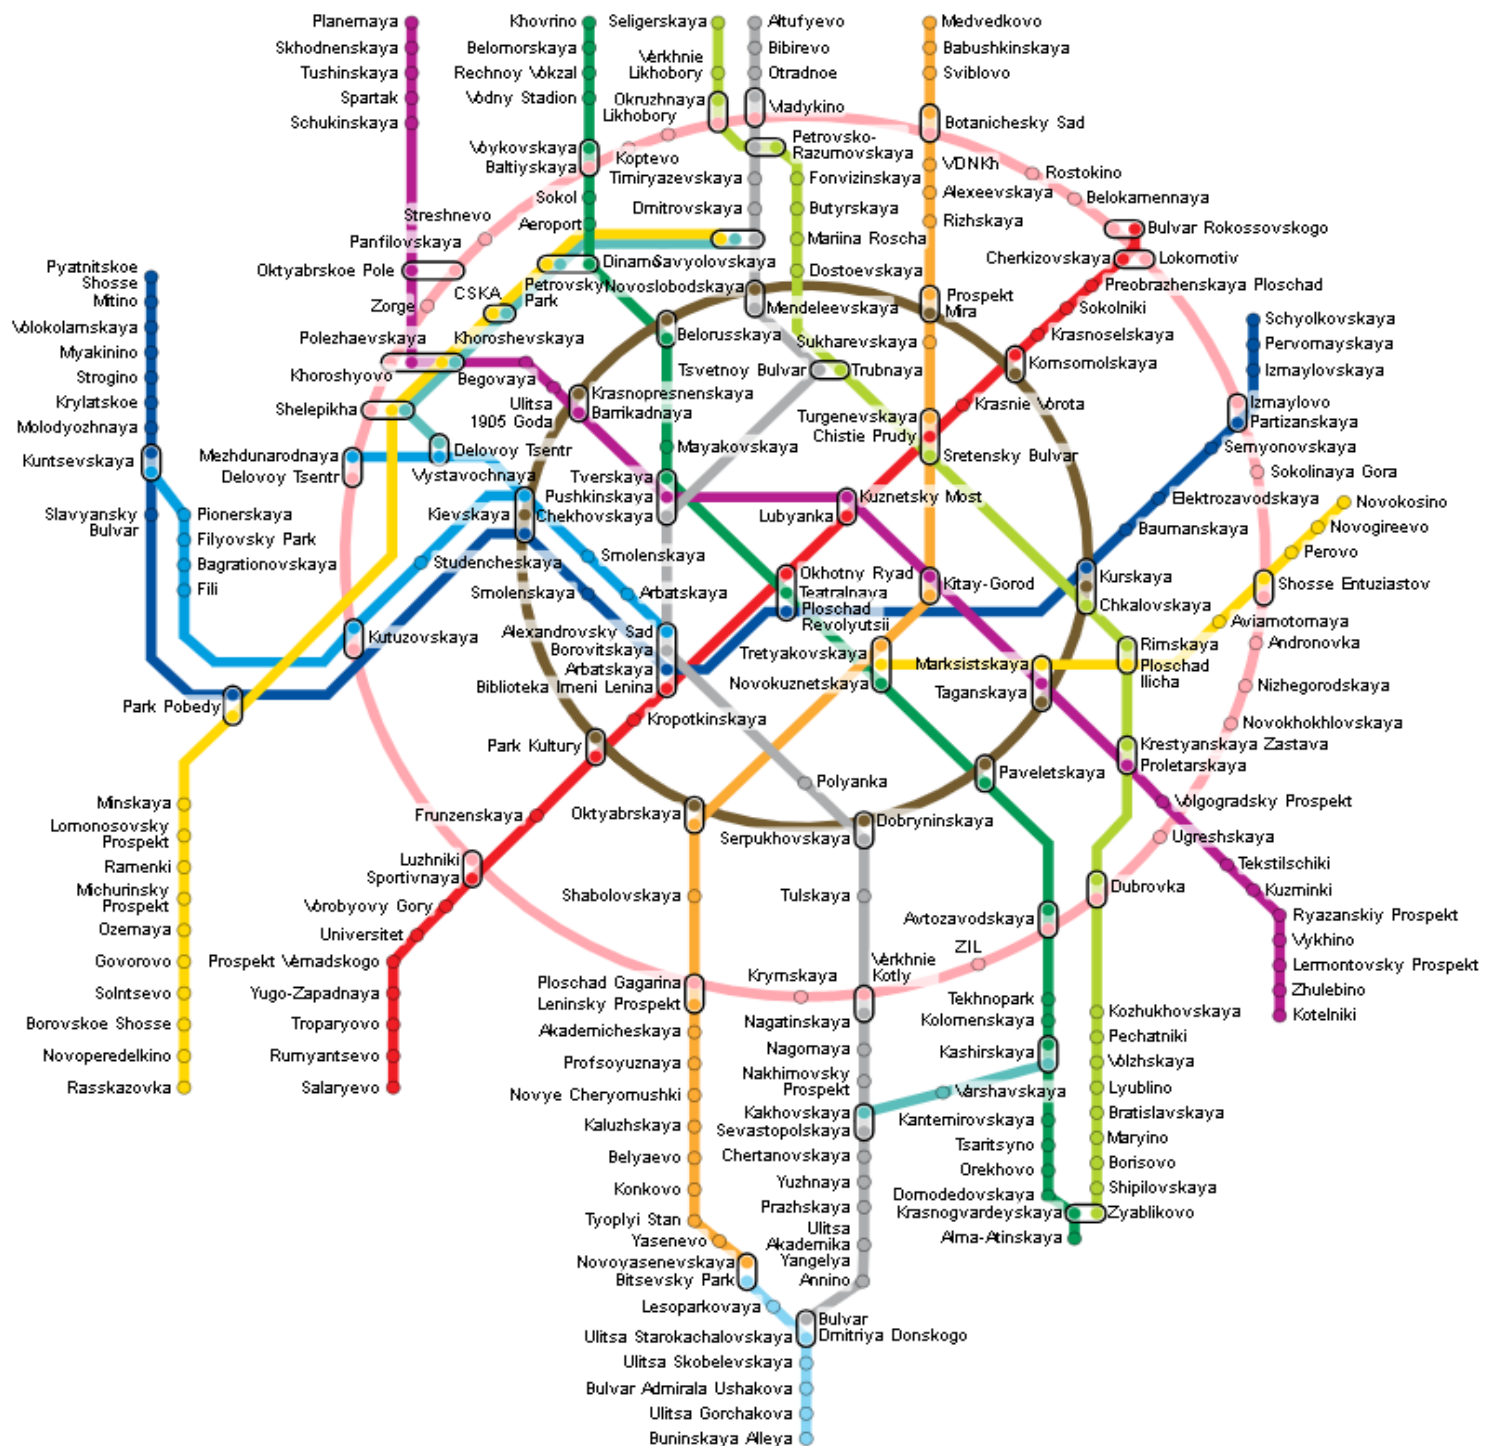 Planernaya
Khovrino
Seligerskaya
Altufyevo
Medvedkovo
Skhodnenskaya
Belomorskaya
Bibirevo
Babushkinskaya
Tushinskaya
Rechnoy Vokzal
Verkhnie
Likhobory
Otradnoe
Sviblovo
Spartak
Vodny Stadion
Okruzhnaya
Likhobory
Vladykino
Schukinskaya
Botanichesky Sad
Voykovskaya
Baltiyskaya
Koptevo
Petrovsko-
Razumovskaya
VDNKh
Rostokino
Timiryazevskaya
Fonvizinskaya
Alexeevskaya
Belokamennaya
Sokol
Streshnevo
Aeroport
Dmitrovskaya
Butyrskaya
Rizhskaya
Bulvar Rokossovskogo
Panfilovskaya
Mariina Roscha
Oktyabrskoe Pole
Dinamo
Savyolovskaya
Dostoevskaya
Cherkizovskaya
Lokomotiv
Pyatnitskoe
Shosse
Petrovsky
Park
Novoslobodskaya
Preobrazhenskaya Ploschad
Mitino
Zorge
CSKA
Mendeleevskaya
Prospekt
Mira
Sokolniki
Volokolamskaya
Polezhaevskaya
Khoroshevskaya
Belorusskaya
Sukharevskaya
Krasnoselskaya
Schyolkovskaya
Myakinino
Khoroshyovo
Begovaya
Tsvetnoy Bulvar
Trubnaya
Komsomolskaya
Pervomayskaya
Strogino
Izmaylovskaya
Krylatskoe
Shelepikha
Ulitsa
1905 Goda
Krasnopresnenskaya
Barrikadnaya
Turgenevskaya
Chistie Prudy
Krasnie Vorota
Izmaylovo
Partizanskaya
Molodyozhnaya
Kuntsevskaya
Mezhdunarodnaya
Delovoy Tsentr
Delovoy Tsentr
Vystavochnaya
Mayakovskaya
Sretensky Bulvar
Semyonovskaya
Sokolinaya Gora
Tverskaya
Pushkinskaya
Chekhovskaya
Kuznetsky Most
Lubyanka
Elektrozavodskaya
Novokosino
Slavyansky
Bulvar
Pionerskaya
Kievskaya
Baumanskaya
Novogireevo
Filyovsky Park
Studencheskaya
Smolenskaya
Perovo
Bagrationovskaya
Okhotny Ryad
Teatralnaya
Ploschad
Revolyutsii
Kitay-Gorod
Kurskaya
Chkalovskaya
Shosse Entuziastov
Fili
Smolenskaya
Arbatskaya
Aviamotornaya
Kutuzovskaya
Alexandrovsky Sad
Borovitskaya
Arbatskaya
Biblioteka Imeni Lenina
Tretyakovskaya
Novokuznetskaya
Marksistskaya
Taganskaya
Rimskaya
Ploschad
Ilicha
Andronovka
Nizhegorodskaya
Park Pobedy
Kropotkinskaya
Novokhokhlovskaya
Park Kultury
Krestyanskaya Zastava
Proletarskaya
Polyanka
Paveletskaya
Minskaya
Frunzenskaya
Oktyabrskaya
Serpukhovskaya
Dobryninskaya
Volgogradsky Prospekt
Lomonosovsky
Prospekt
Ugreshskaya
Ramenki
Luzhniki
Sportivnaya
Tekstilschiki
Michurinsky
Prospekt
Vorobyovy Gory
Shabolovskaya
Tulskaya
Dubrovka
Kuzminki
Ozernaya
Universitet
Avtozavodskaya
Ryazanskiy Prospekt
Govorovo
Prospekt Vernadskogo
ZIL
Vykhino
Solntsevo
Yugo-Zapadnaya
Ploschad Gagarina
Leninsky Prospekt
Krymskaya
Verkhnie
Kotly
Lermontovsky Prospekt
Tekhnopark
Zhulebino
Borovskoe Shosse
Troparyovo
Akademicheskaya
Nagatinskaya
Kolomenskaya
Kozhukhovskaya
Kotelniki
Novoperedelkino
Rumyantsevo
Profsoyuznaya
Nagornaya
Kashirskaya
Pechatniki
Rasskazovka
Salaryevo
Novye Cheryomushki
Nakhimovsky
Prospekt
Varshavskaya
Volzhskaya
Kaluzhskaya
Kakhovskaya
Sevastopolskaya
Kantemirovskaya
Lyublino
Belyaevo
Chertanovskaya
Tsaritsyno
Bratislavskaya
Konkovo
Yuzhnaya
Orekhovo
Maryino
Tyoplyi Stan
Prazhskaya
Domodedovskaya
Borisovo
Yasenevo
Ulitsa
Akademika
Yangelya
Krasnogvardeyskaya
Shipilovskaya
Novoyasenevskaya
Bitsevsky Park
Annino
Alma-Atinskaya
Zyablikovo
Lesoparkovaya
Bulvar
Dmitriya Donskogo
Ulitsa Starokachalovskaya
Ulitsa Skobelevskaya
Bulvar Admirala Ushakova
Ulitsa Gorchakova
Buninskaya Alleya